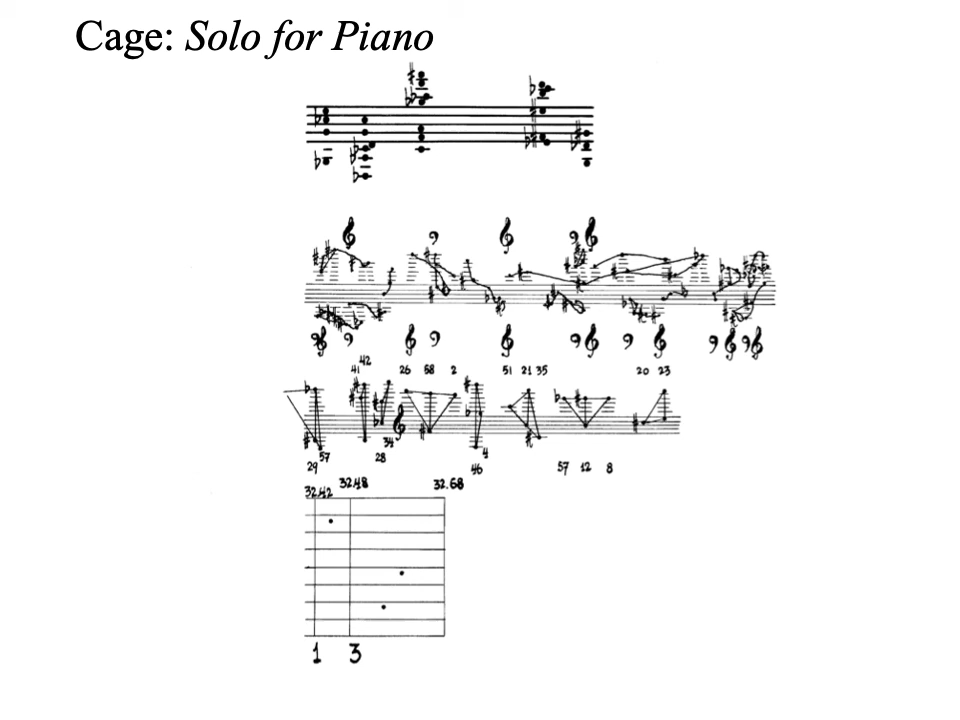 Cage: Solo for Piano
41 42 26 58 2 51 21 35 20 23
34
29 57 28 46 4 57 12 8
32.42 32.48 32.68
1 3